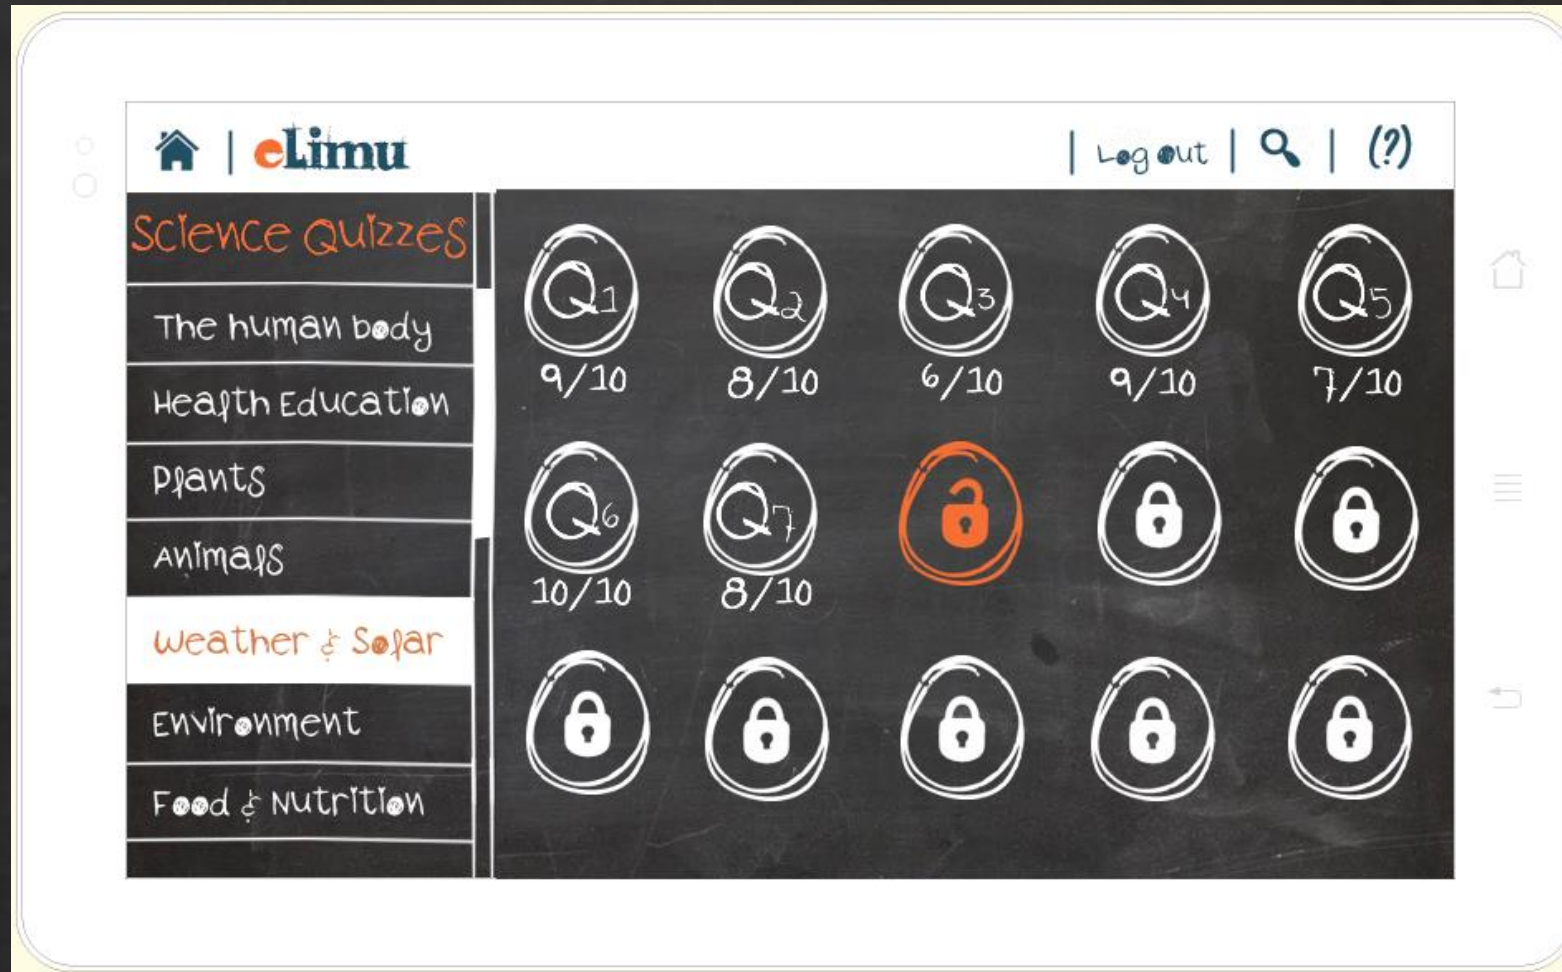 eLimu
Log out
(?)
Science Quizzes
The human body
Health Education
Plants
Animals
Weather & Solar
Environment
Food & Nutrition
Q1 Q2 Q3 Q4 Q5
9/10 8/10 6/10 9/10 7/10
Q6 Q7
10/10 8/10